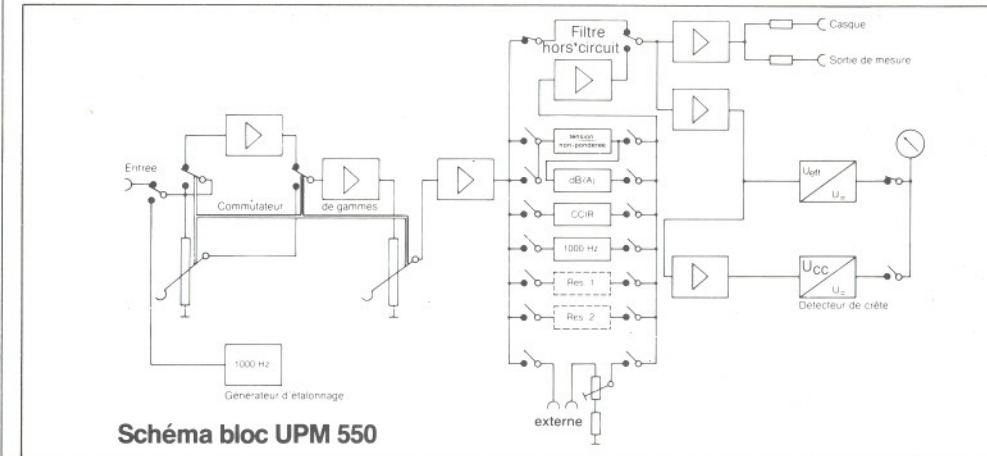 Filtre
hors*circuit
Casque
Sortie de mesure
Entrée
tension
non-pondérée
dB(A)
Commutateur
de gammes
Ueff
U=
CCIR
1000 Hz
UCC
U=
Détecteur de crête
Res. 1
Res. 2
1000 Hz
Générateur d'étalonnage
externe
Schéma bloc UPM 550